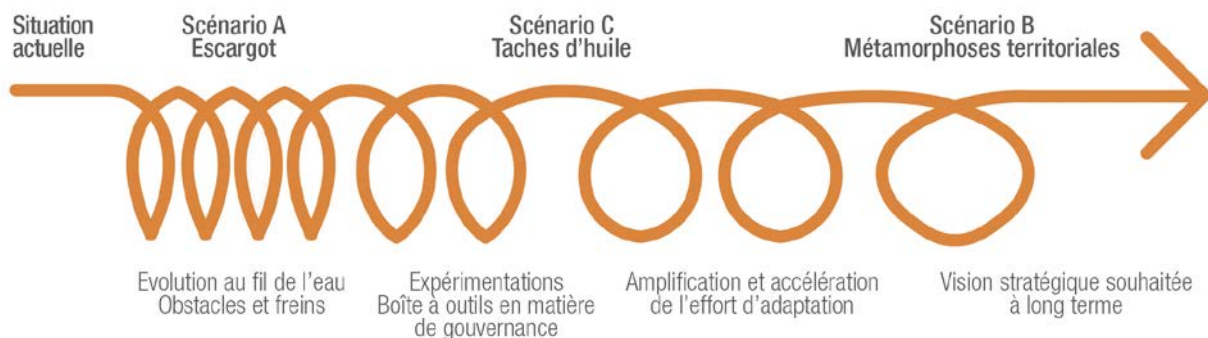 Situation
actuelle
Scénario A
Escargot
Scénario C
Taches d’huile
Scénario B
Métamorphoses territoriales
Evolution au fil de l’eau
Obstacles et freins
Expérimentations
Boîte à outils en matière
de gouvernance
Amplification et accélération
de l’effort d’adaptation
Vision stratégique souhaitée
à long terme